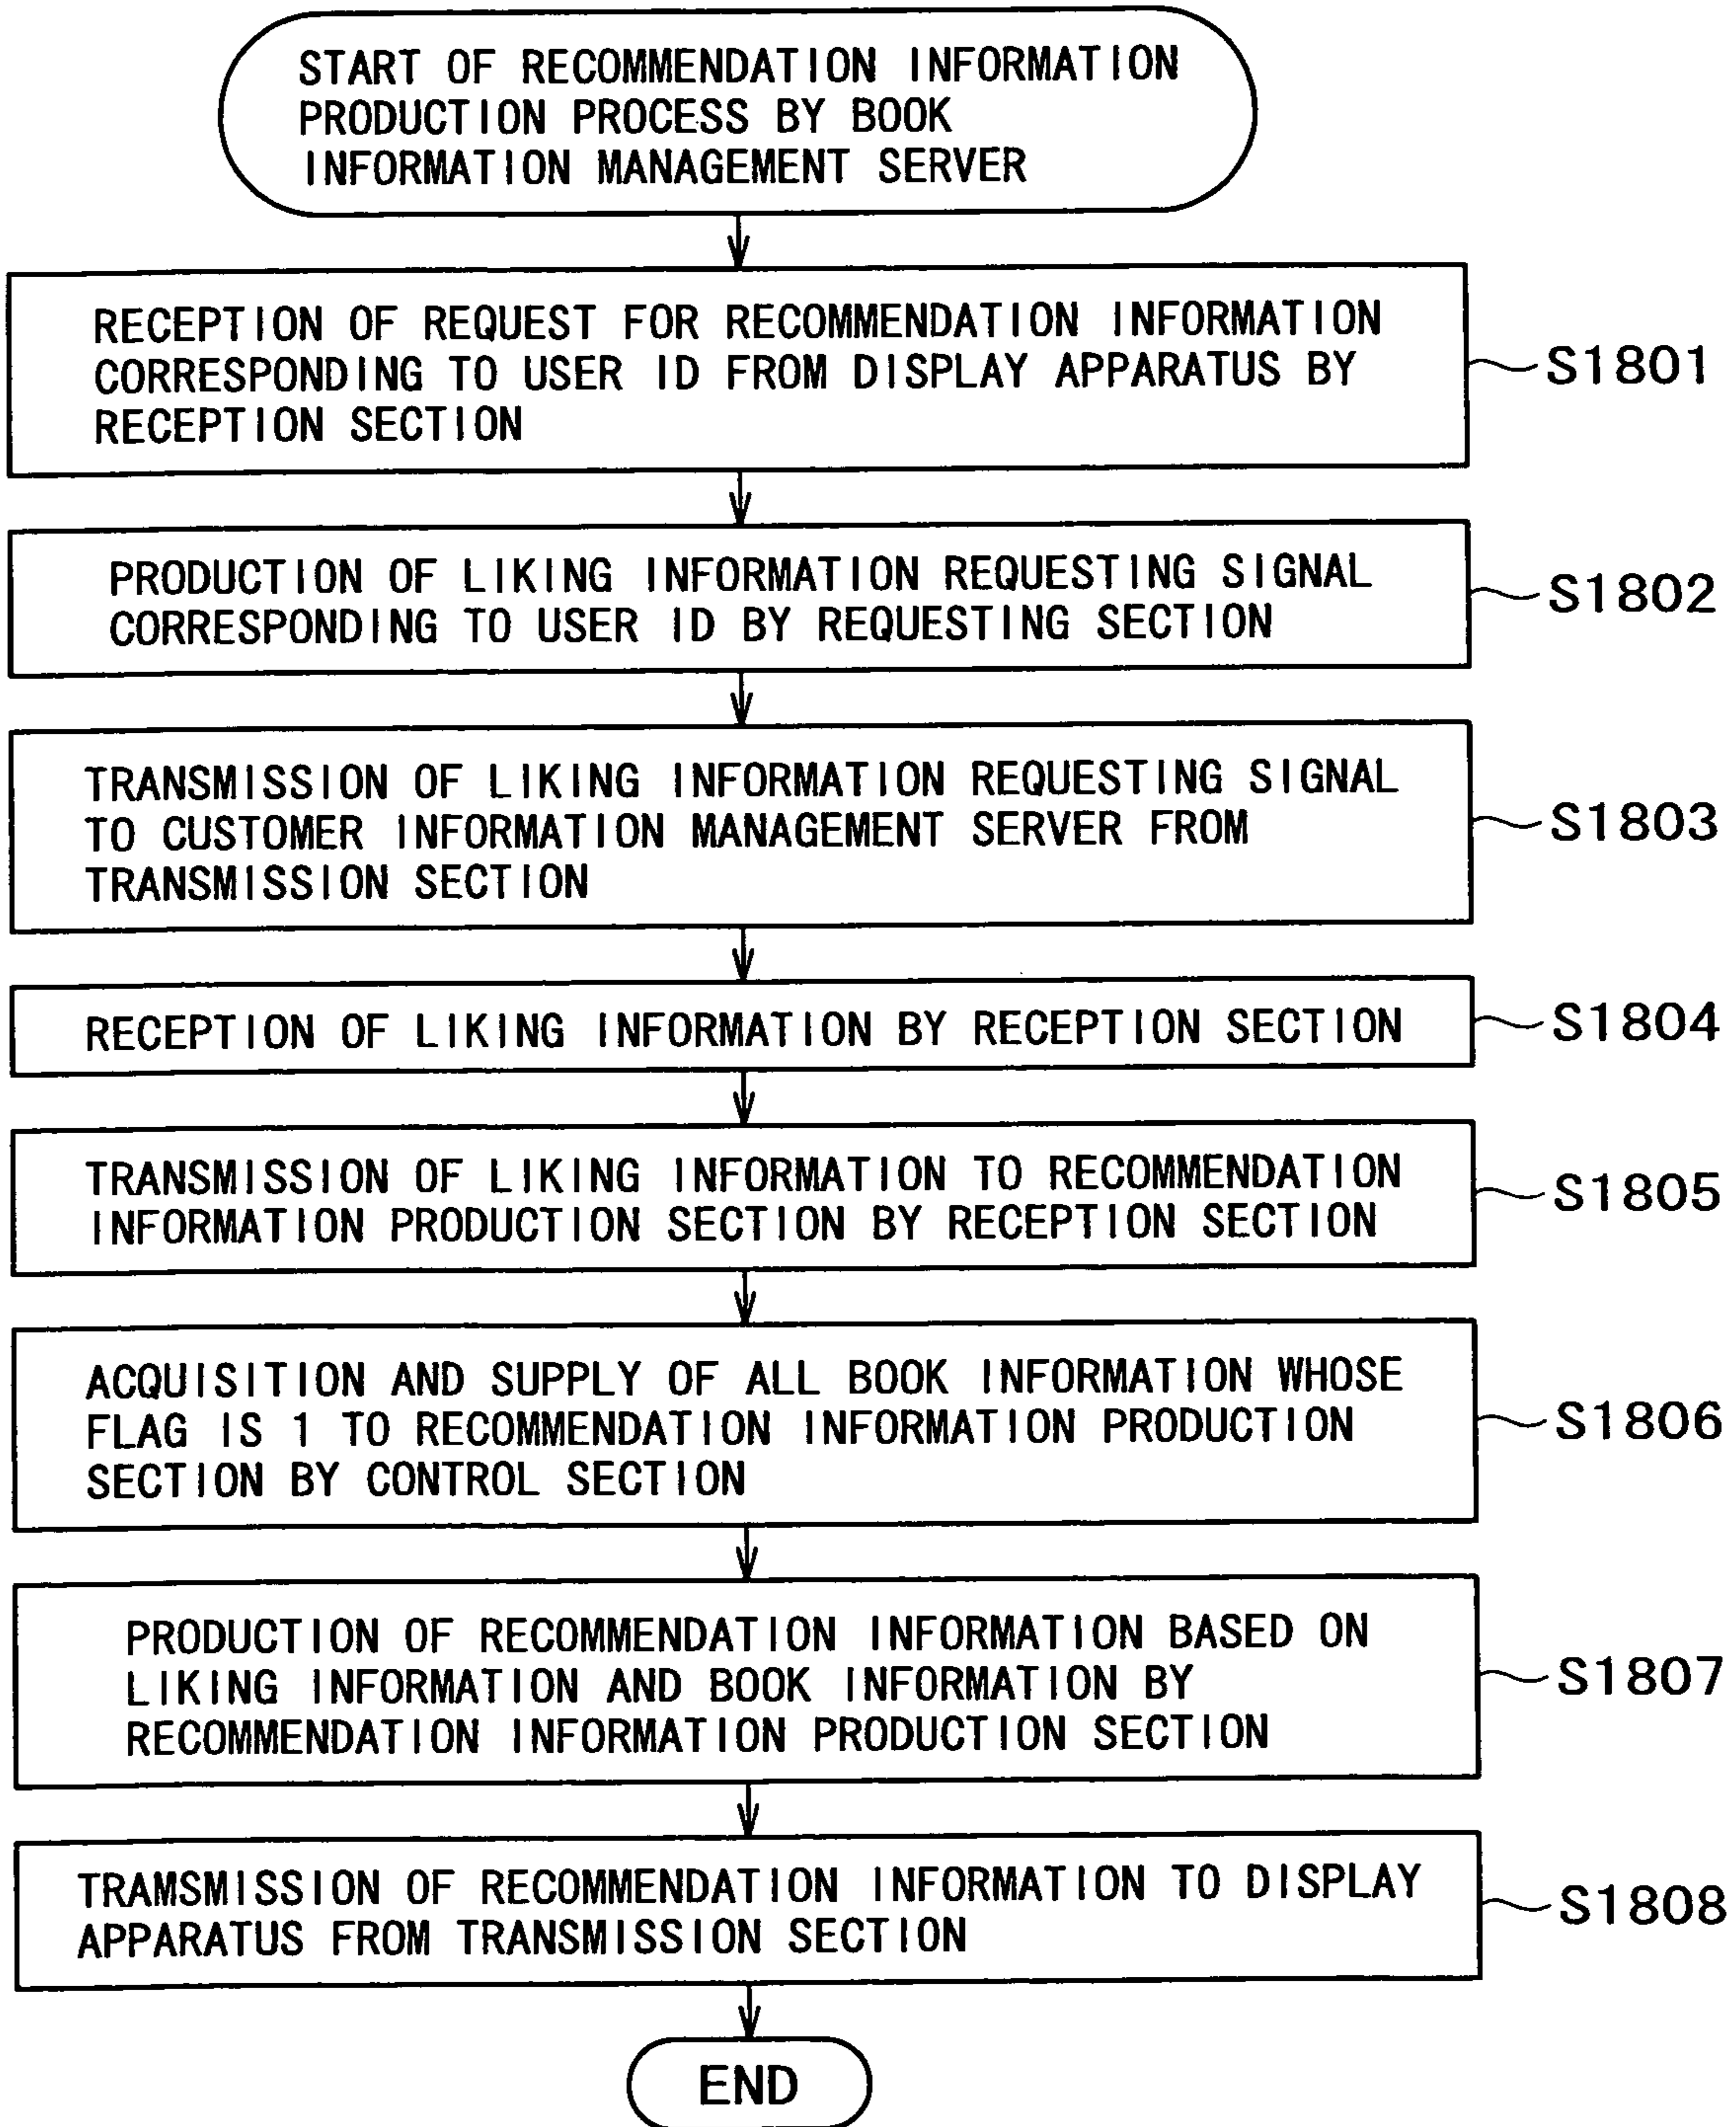 START OF RECOMMENDATION INFORMATION
PRODUCTION PROCESS BY BOOK
INFORMATION MANAGEMENT SERVER
RECEPTION OF REQUEST FOR RECOMMENDATION INFORMATION
CORRESPONDING TO USER ID FROM DISPLAY APPARATUS BY
RECEPTION SECTION
S1801
PRODUCTION OF LIKING INFORMATION REQUESTING SIGNAL
CORRESPONDING TO USER ID BY REQUESTING SECTION
S1802
TRANSMISSION OF LIKING INFORMATION REQUESTING SIGNAL
TO CUSTOMER INFORMATION MANAGEMENT SERVER FROM
TRANSMISSION SECTION
S1803
RECEPTION OF LIKING INFORMATION BY RECEPTION SECTION
S1804
TRANSMISSION OF LIKING INFORMATION TO RECOMMENDATION
INFORMATION PRODUCTION SECTION BY RECEPTION SECTION
S1805
ACQUISITION AND SUPPLY OF ALL BOOK INFORMATION WHOSE
FLAG IS 1 TO RECOMMENDATION INFORMATION PRODUCTION
SECTION BY CONTROL SECTION
S1806
PRODUCTION OF RECOMMENDATION INFORMATION BASED ON
LIKING INFORMATION AND BOOK INFORMATION BY
RECOMMENDATION INFORMATION PRODUCTION SECTION
S1807
TRAMSMISSION OF RECOMMENDATION INFORMATION TO DISPLAY
APPARATUS FROM TRANSMISSION SECTION
S1808
END